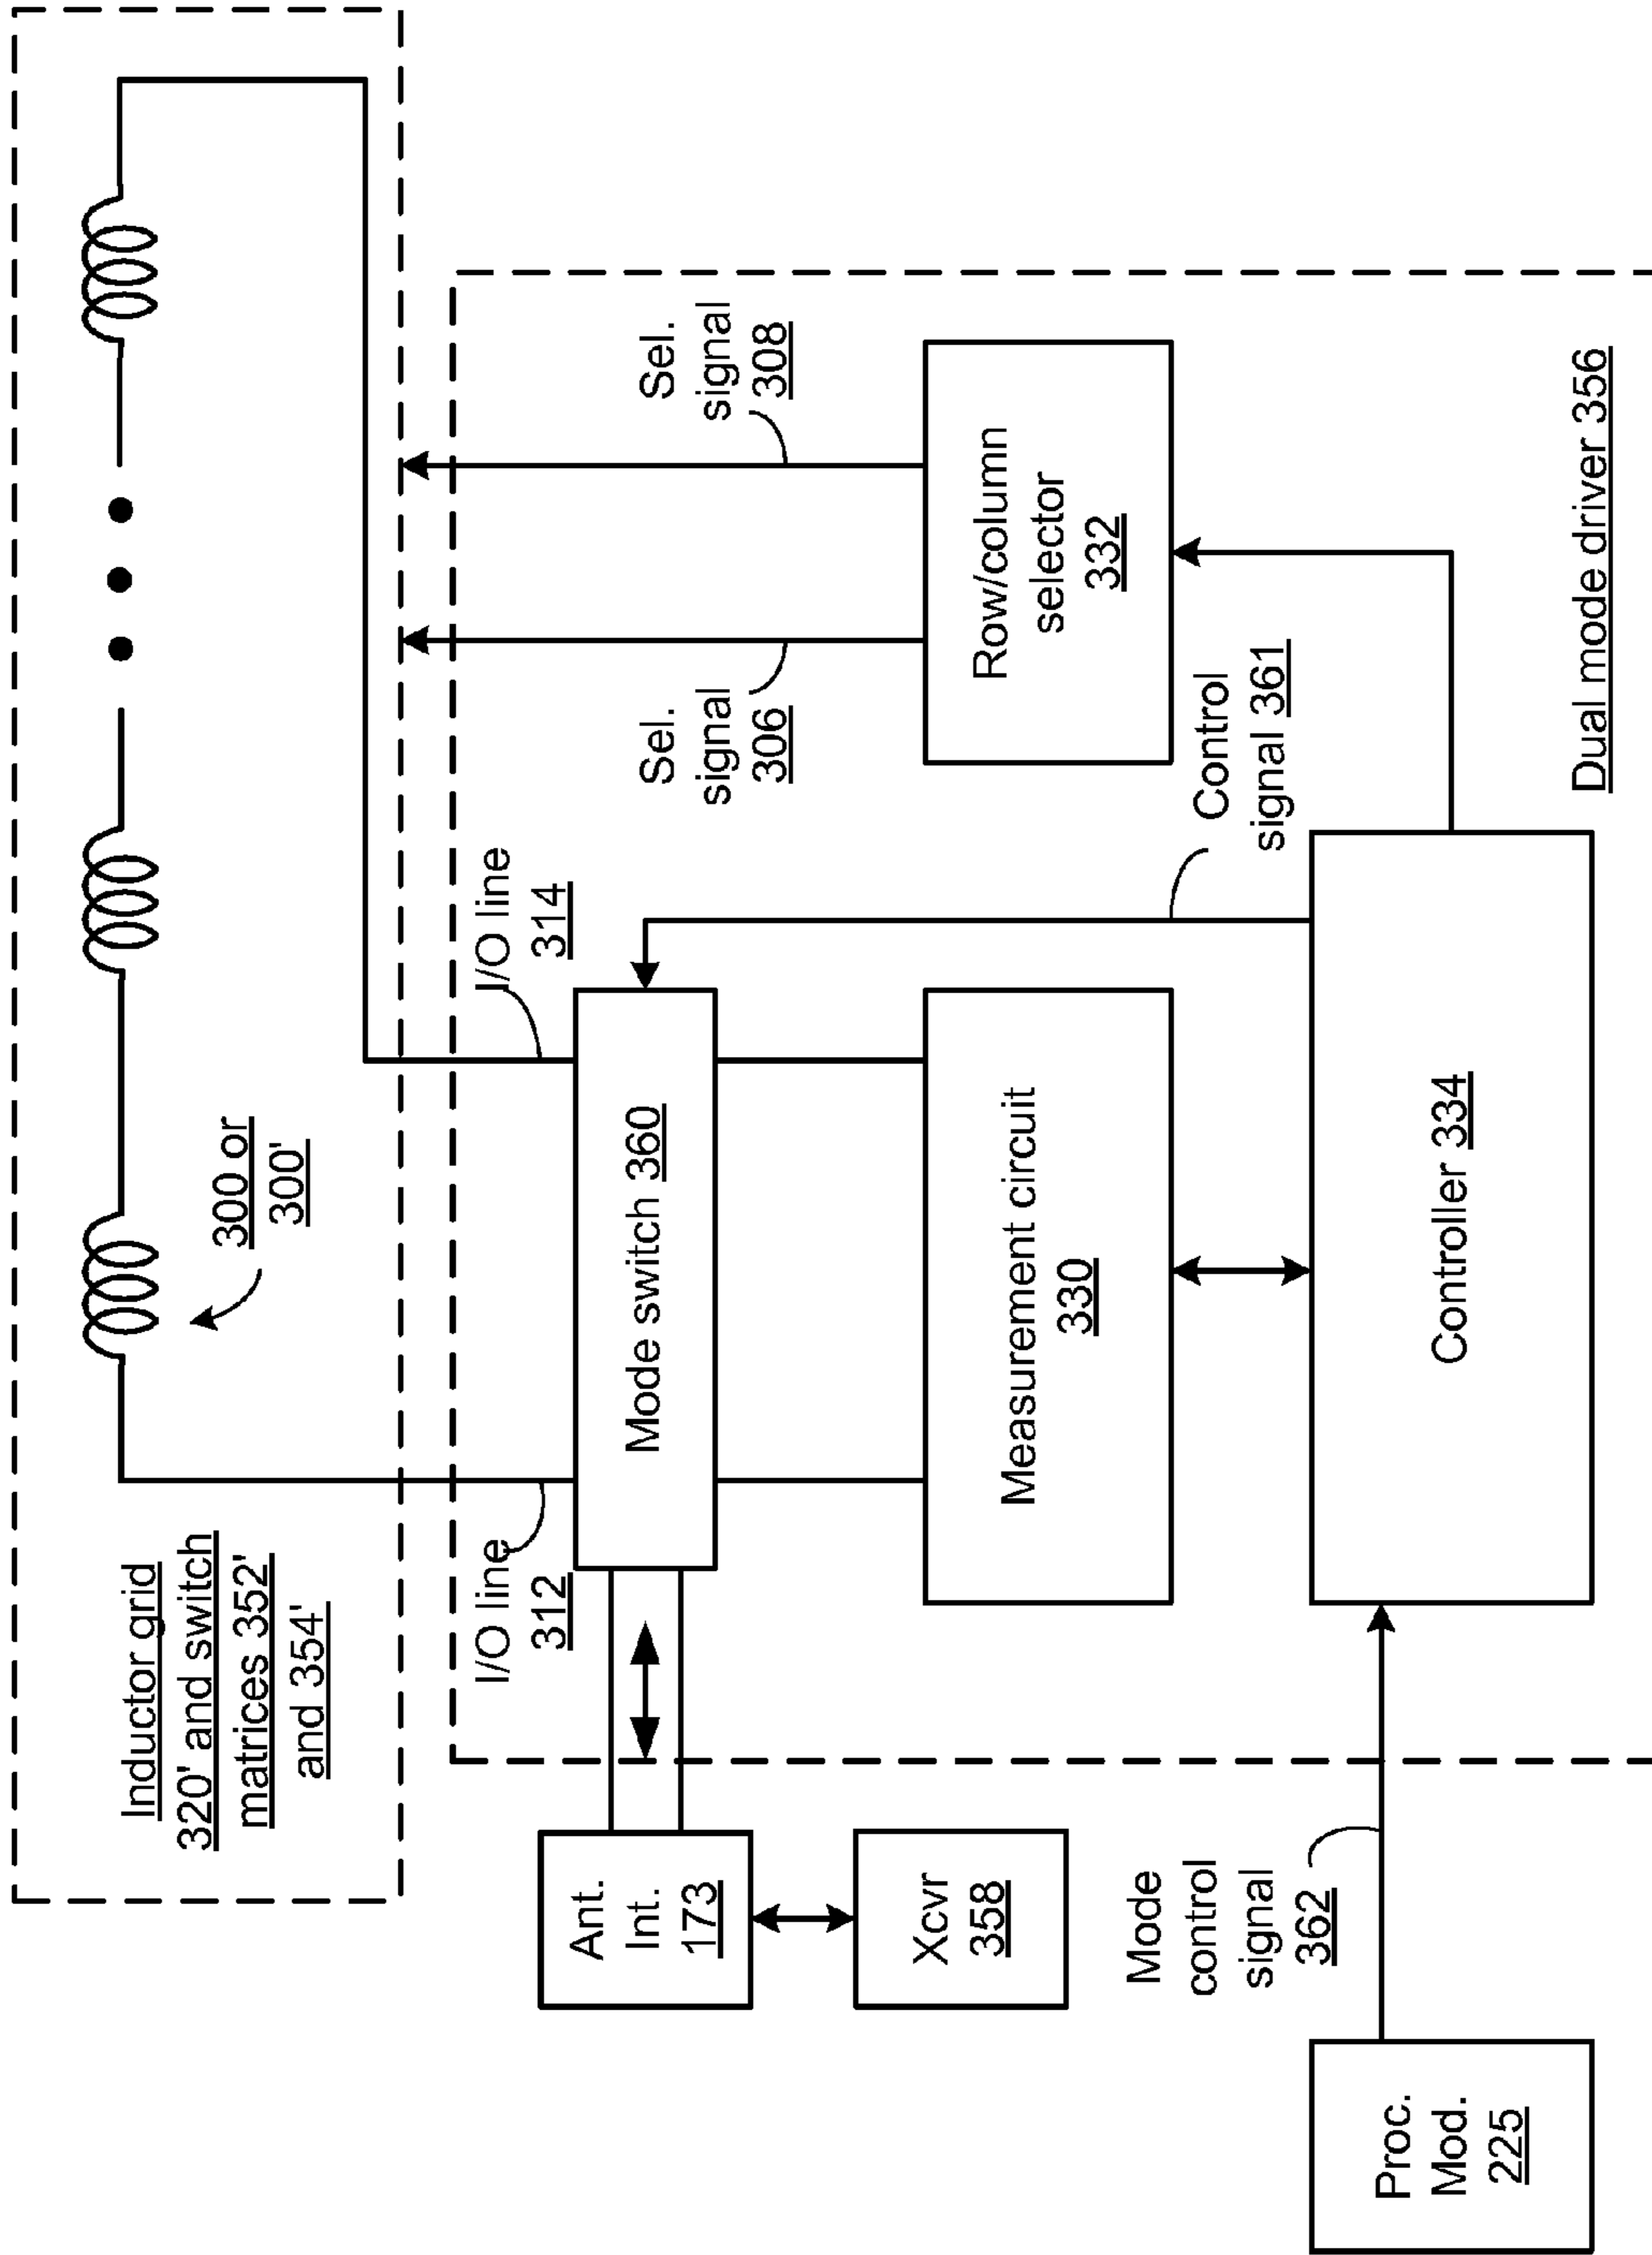 Inductor grid
320' and switch
matrices 352'
and 354'
300 or
300'
I/O line
312
I/O line
314
Sel.
signal
306
Sel.
signal
308
Ant.
Int.
173
Mode switch 360
Xcvr
358
Measurement circuit
330
Row/column
selector
332
Control
signal 361
Mode
control
signal
362
Proc.
Mod.
225
Controller 334
Dual mode driver 356